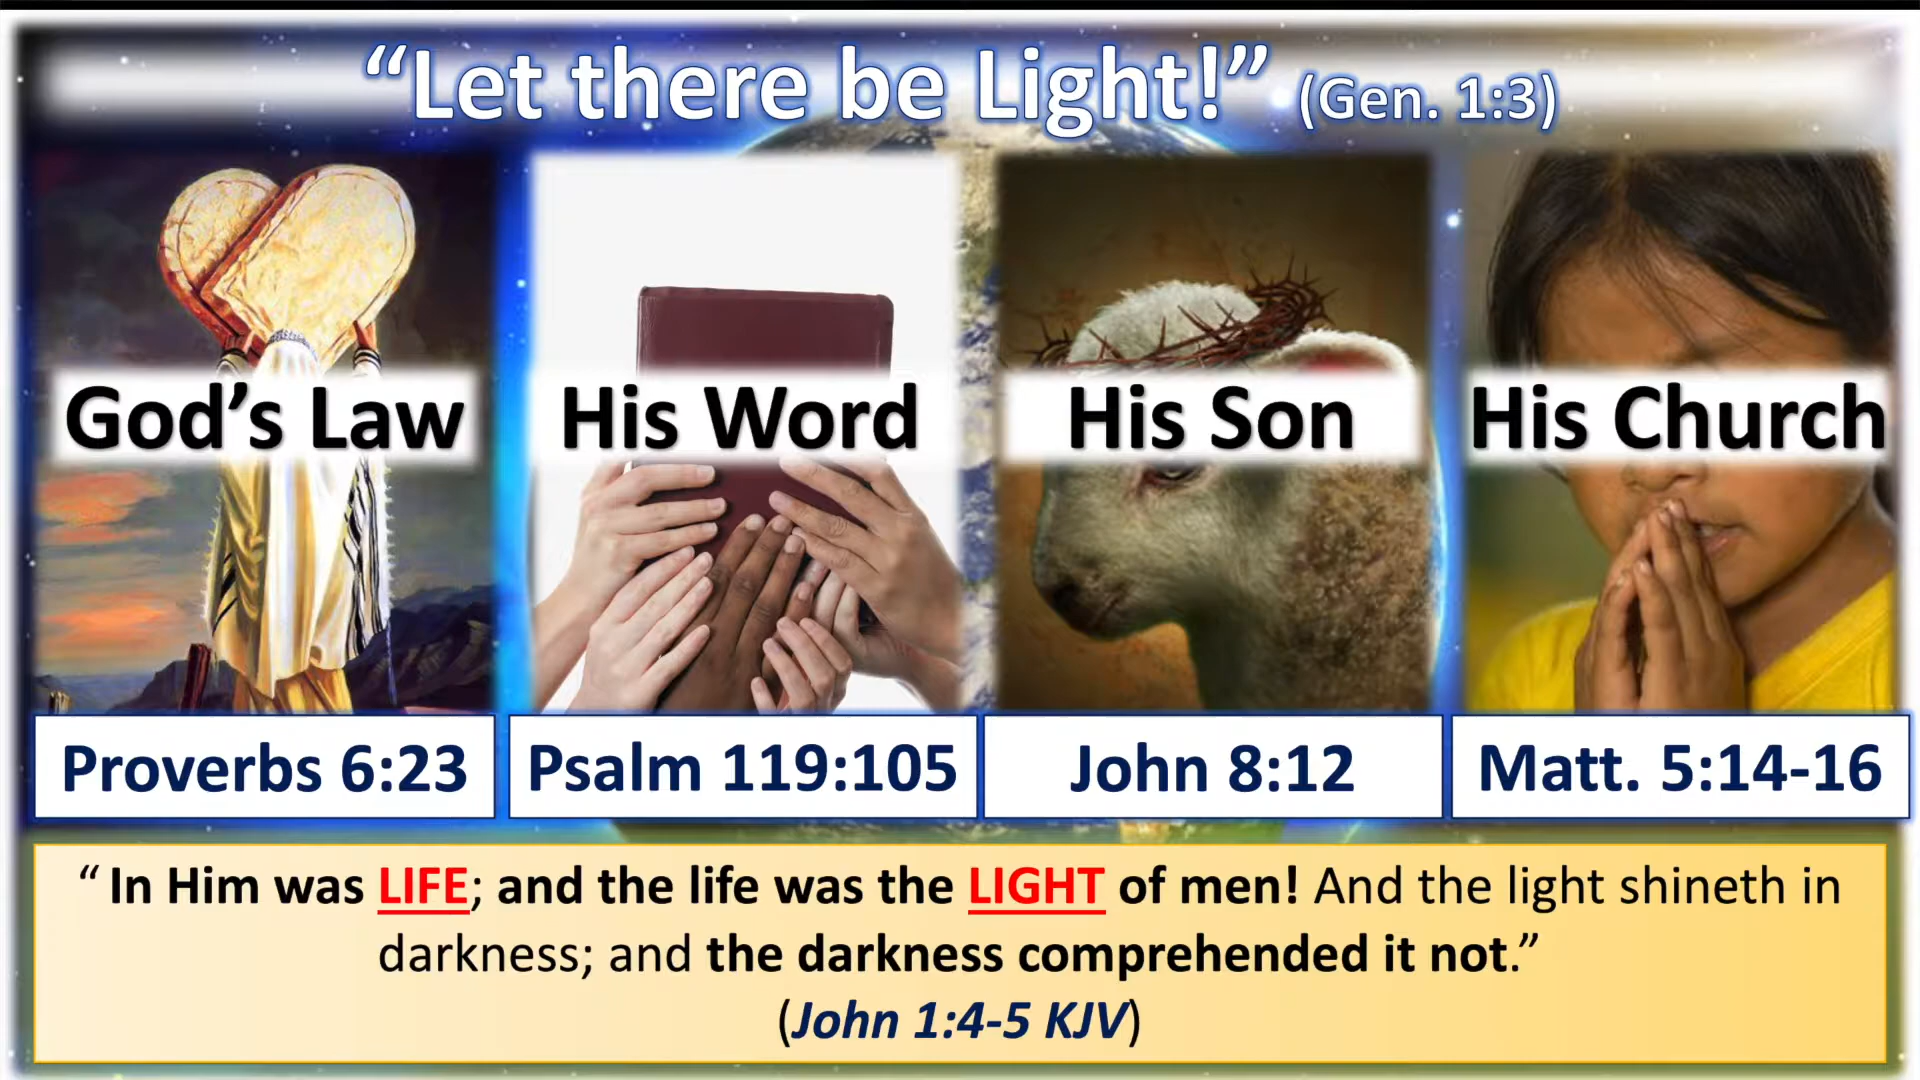 “Let there be Light!” (Gen. 1:3)
God’s Law
His Word
His Son
His Church
Proverbs 6:23
Psalm 119:105
John 8:12
Matt. 5:14-16
“ In Him was LIFE; and the life was the LIGHT of men! And the light shineth in
darkness; and the darkness comprehended it not.”
(John 1:4-5 KJV)